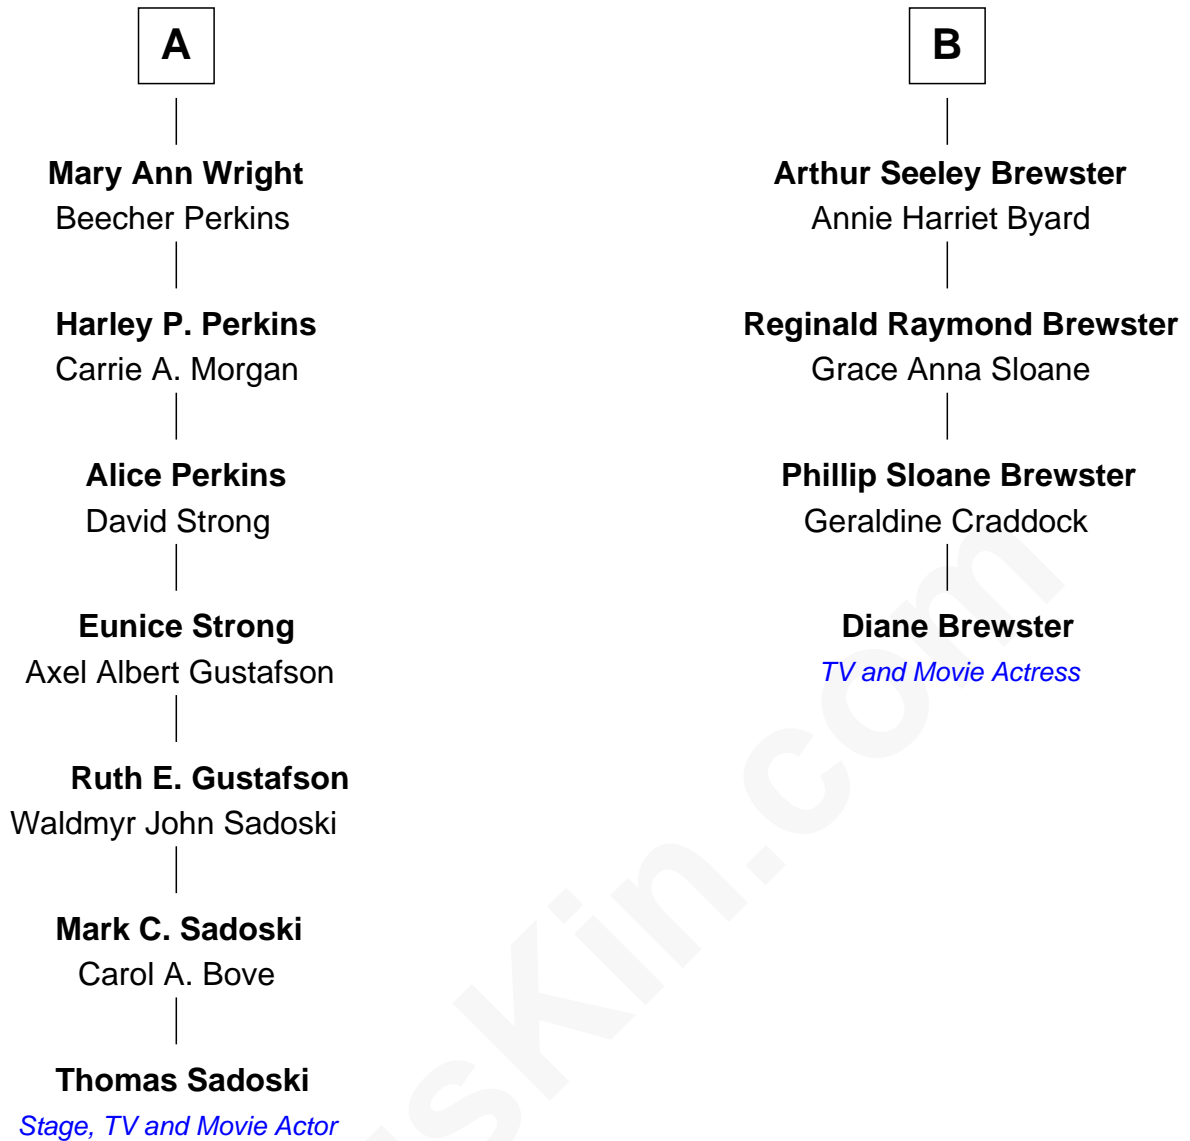 A
Mary Ann Wright
Beecher Perkins
Harley P. Perkins
Carrie A. Morgan
Alice Perkins
David Strong
Eunice Strong
Axel Albert Gustafson
Ruth E. Gustafson
Waldmyr John Sadoski
Mark C. Sadoski
Carol A. Bove
Thomas Sadoski
Stage, TV and Movie Actor
B
Arthur Seeley Brewster
Annie Harriet Byard
Reginald Raymond Brewster
Grace Anna Sloane
Phillip Sloane Brewster
Geraldine Craddock
Diane Brewster
TV and Movie Actress